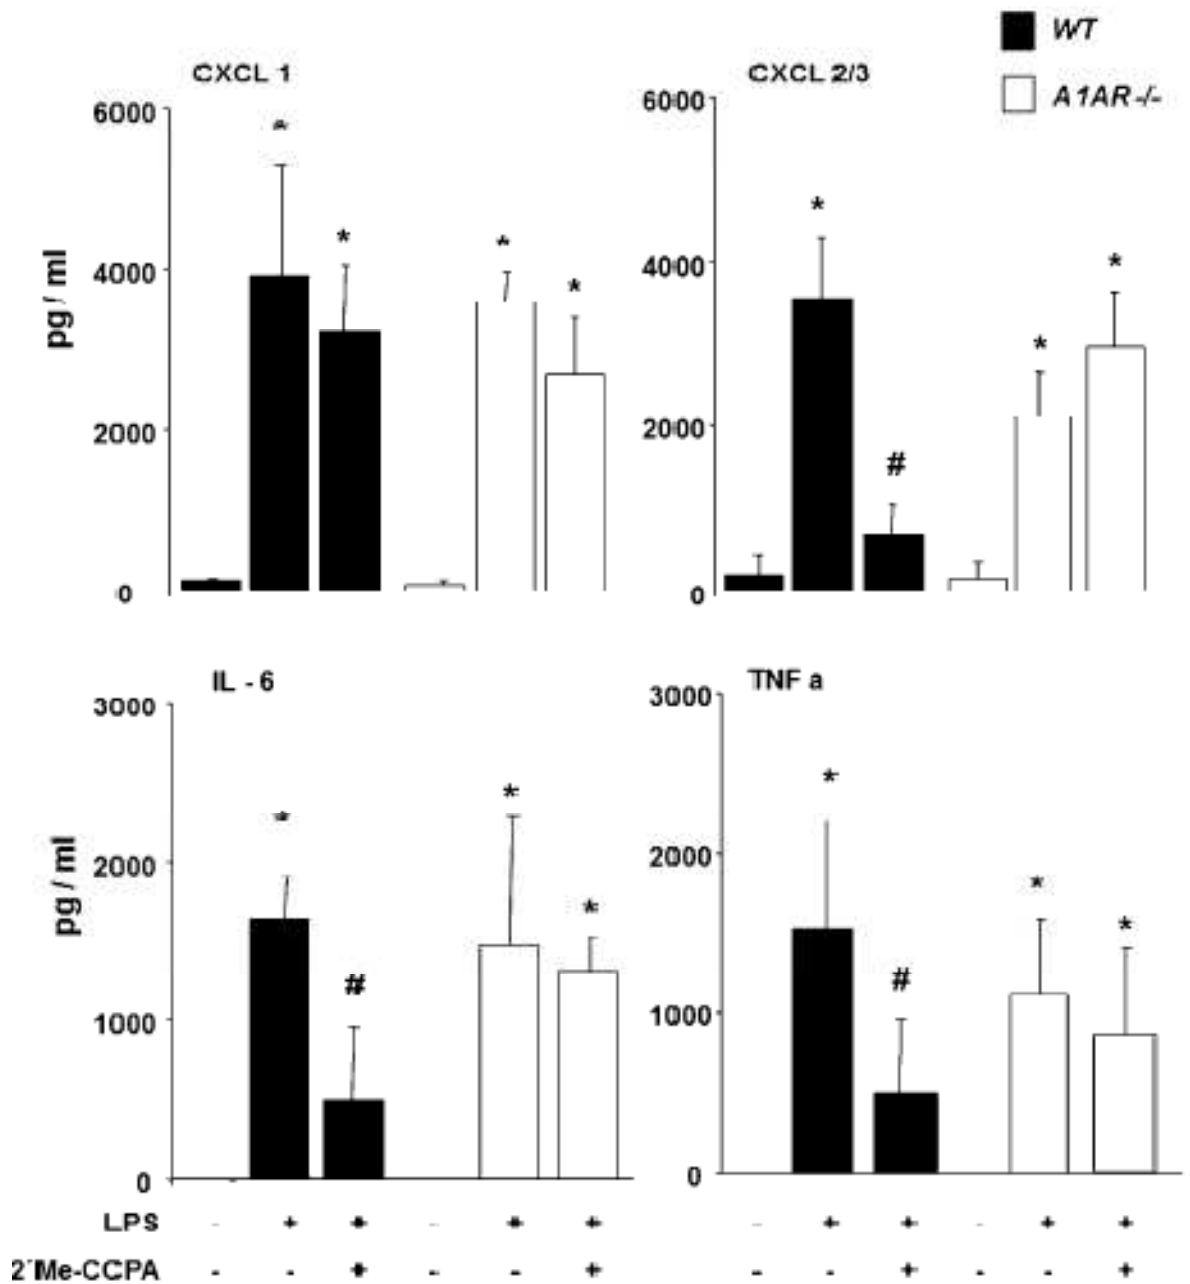 WT
A1AR-/-
CXCL 1
CXCL 2/3
6000
4000
2000
0
pg / ml
6000
4000
2000
0
* * * *
* # * *
IL - 6
TNF a
3000
2000
1000
0
pg / ml
3000
2000
1000
0
* # * *
* # * *
LPS - + + - + + - + + - + +
2´Me-CCPA - - + - - + - - + - - +